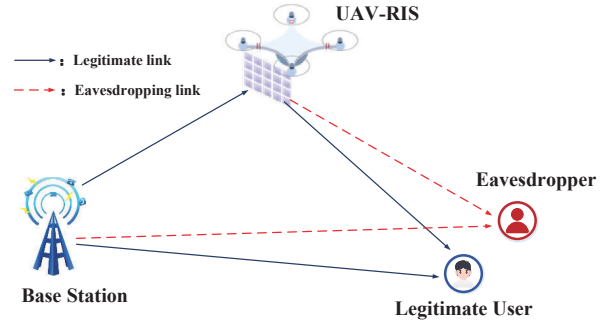 UAV-RIS
: Legitimate link
: Eavesdropping link
Eavesdropper
Base Station
Legitimate User